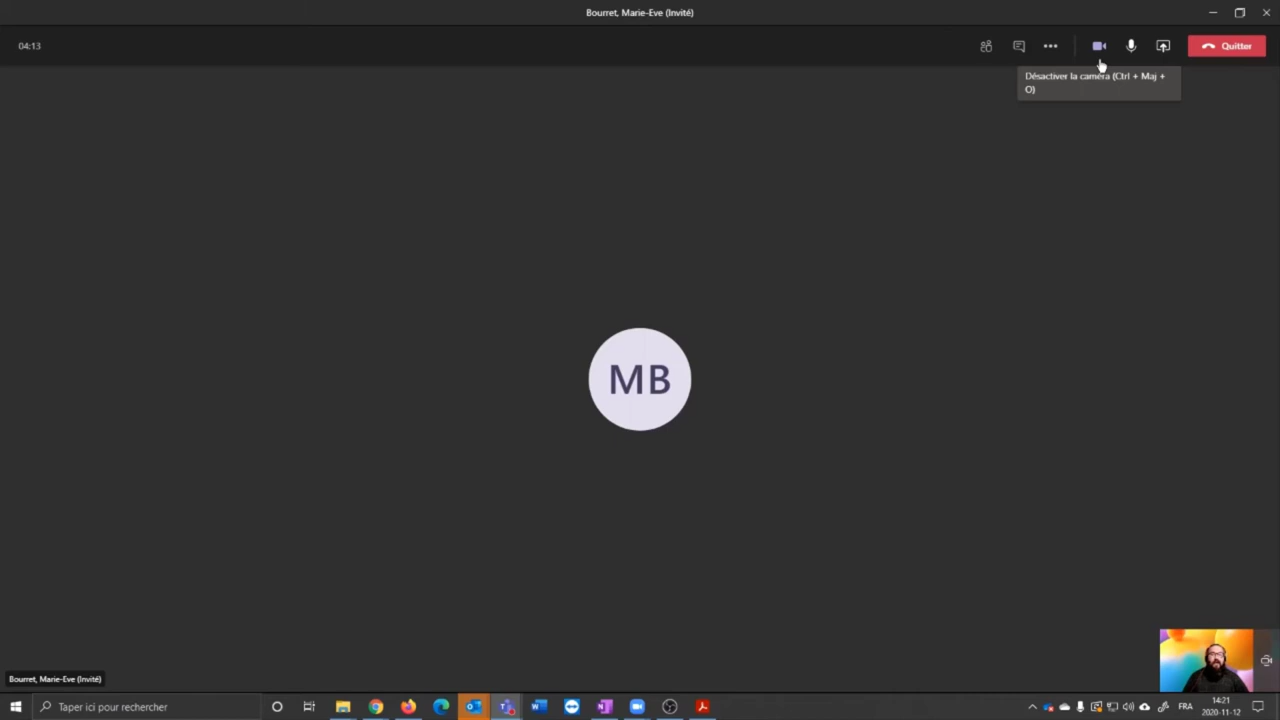 Bourret, Marie-Eve (Invité)
04:13
Quitter
Désactiver la caméra (Ctrl + Maj +
O)
MB
Bourret, Marie-Eve (Invité)
Taper ici pour rechercher
FRA
14:21
2020-11-12